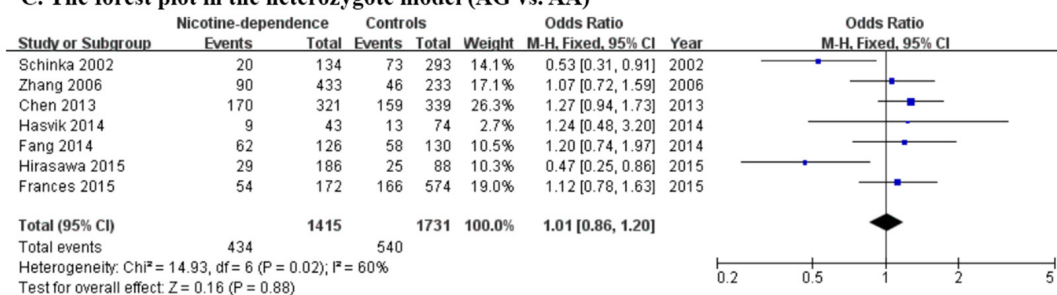 C. The forest plot in the heterozygote model (AG vs. AA)
Nicotine-dependence Controls Odds Ratio Odds Ratio
Study or Subgroup Events Total Events Total Weight M-H, Fixed, 95% CI Year M-H, Fixed, 95% CI
Schinka 2002 20 134 73 293 14.1% 0.53 [0.31, 0.91] 2002
Zhang 2006 90 433 46 233 17.1% 1.07 [0.72, 1.59] 2006
Chen 2013 170 321 159 339 26.3% 1.27 [0.94, 1.73] 2013
Hasvik 2014 9 43 13 74 2.7% 1.24 [0.48, 3.20] 2014
Fang 2014 62 126 58 130 10.5% 1.20 [0.74, 1.97] 2014
Hirasawa 2015 29 186 25 88 10.3% 0.47 [0.25, 0.86] 2015
Frances 2015 54 172 166 574 19.0% 1.12 [0.78, 1.63] 2015
Total (95% CI) 1415 1731 100.0% 1.01 [0.86, 1.20]
Total events 434 540
Heterogeneity: Chi² = 14.93, df = 6 (P = 0.02); I² = 60%
Test for overall effect: Z = 0.16 (P = 0.88)
0.2 0.5 1 2 5